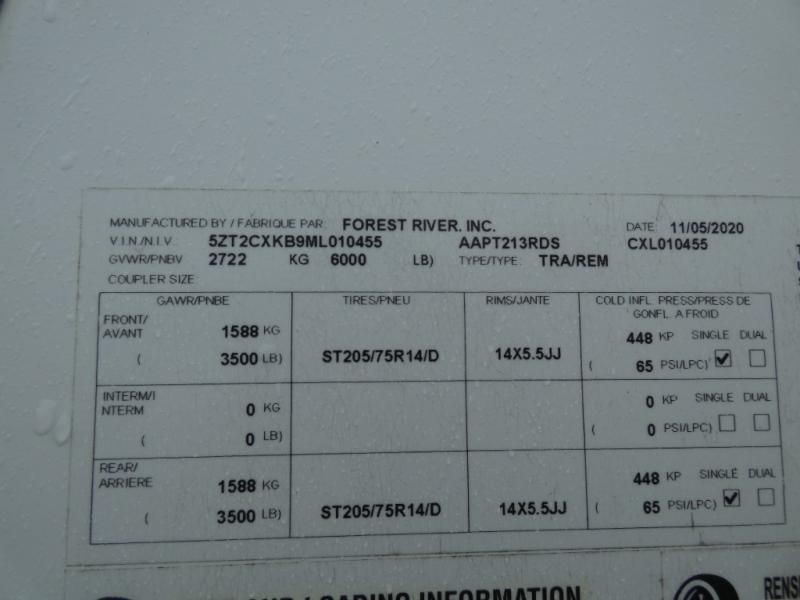 MANUFACTURED BY / FABRIQUE PAR: FOREST RIVER. INC. DATE: 11/05/2020
V.I.N./N.I.V.: 5ZT2CXKB9ML010455 AAPT213RDS CXL010455
GVWR/PNBV 2722 KG 6000 LB) TYPE/TYPE: TRA/REM
COUPLER SIZE:
GAWR/PNBE TIRES/PNEU RIMS/JANTE COLD INFL. PRESS/PRESS DE
GONFL. A FROID
FRONT/
AVANT 1588 KG 448 KP SINGLE DUAL
( 3500 LB) ST205/75R14/D 14X5.5JJ ( 65 PSI/LPC)
INTERM/I
NTERM 0 KG 0 KP SINGLE DUAL
( 0 LB) ( 0 PSI/LPC)
REAR/
ARRIERE 1588 KG 448 KP SINGLE DUAL
( 3500 LB) ST205/75R14/D 14X5.5JJ ( 65 PSI/LPC)
LOADING INFORMATION